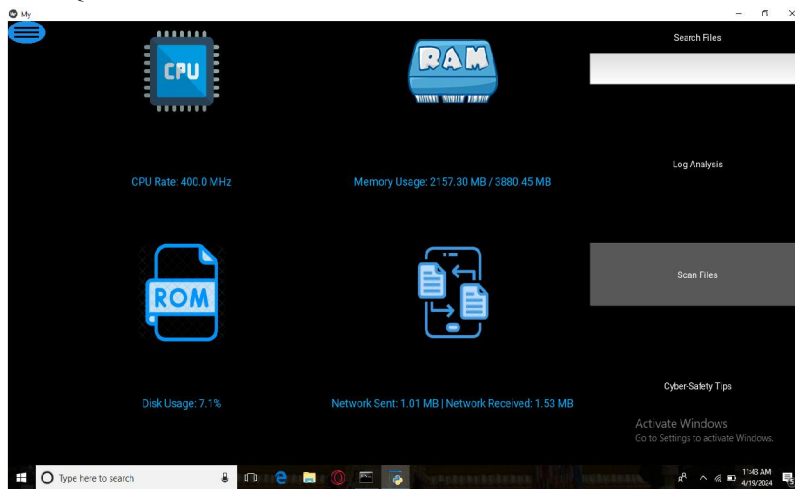 My
Search Files
CPU
RAM
Log Analysis
CPU Rate: 400.0 MHz
Memory Usage: 2157.30 MB / 3880.45 MB
ROM
Scan Files
Cyber-Safety Tips
Disk Usage: 7.1%
Network Sent: 1.01 MB | Network Received: 1.53 MB
Activate Windows
Go to Settings to activate Windows.
Type here to search
11:43 AM
4/19/2024